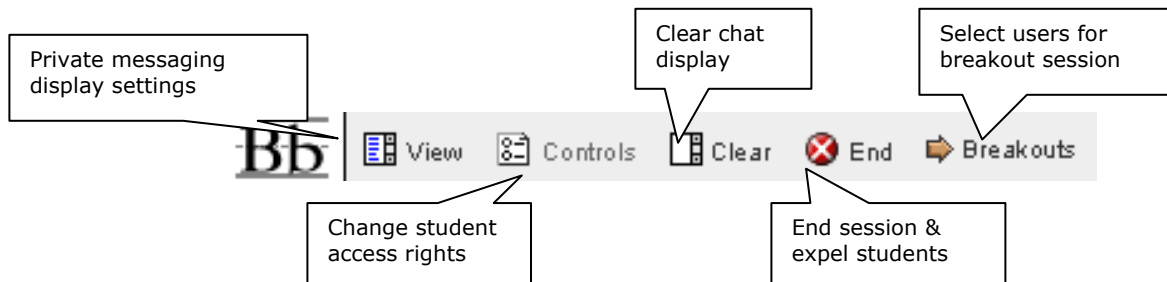 Private messaging
display settings
Clear chat
display
Select users for
breakout session
Bb View Controls Clear End Breakouts
Change student
access rights
End session &
expel students